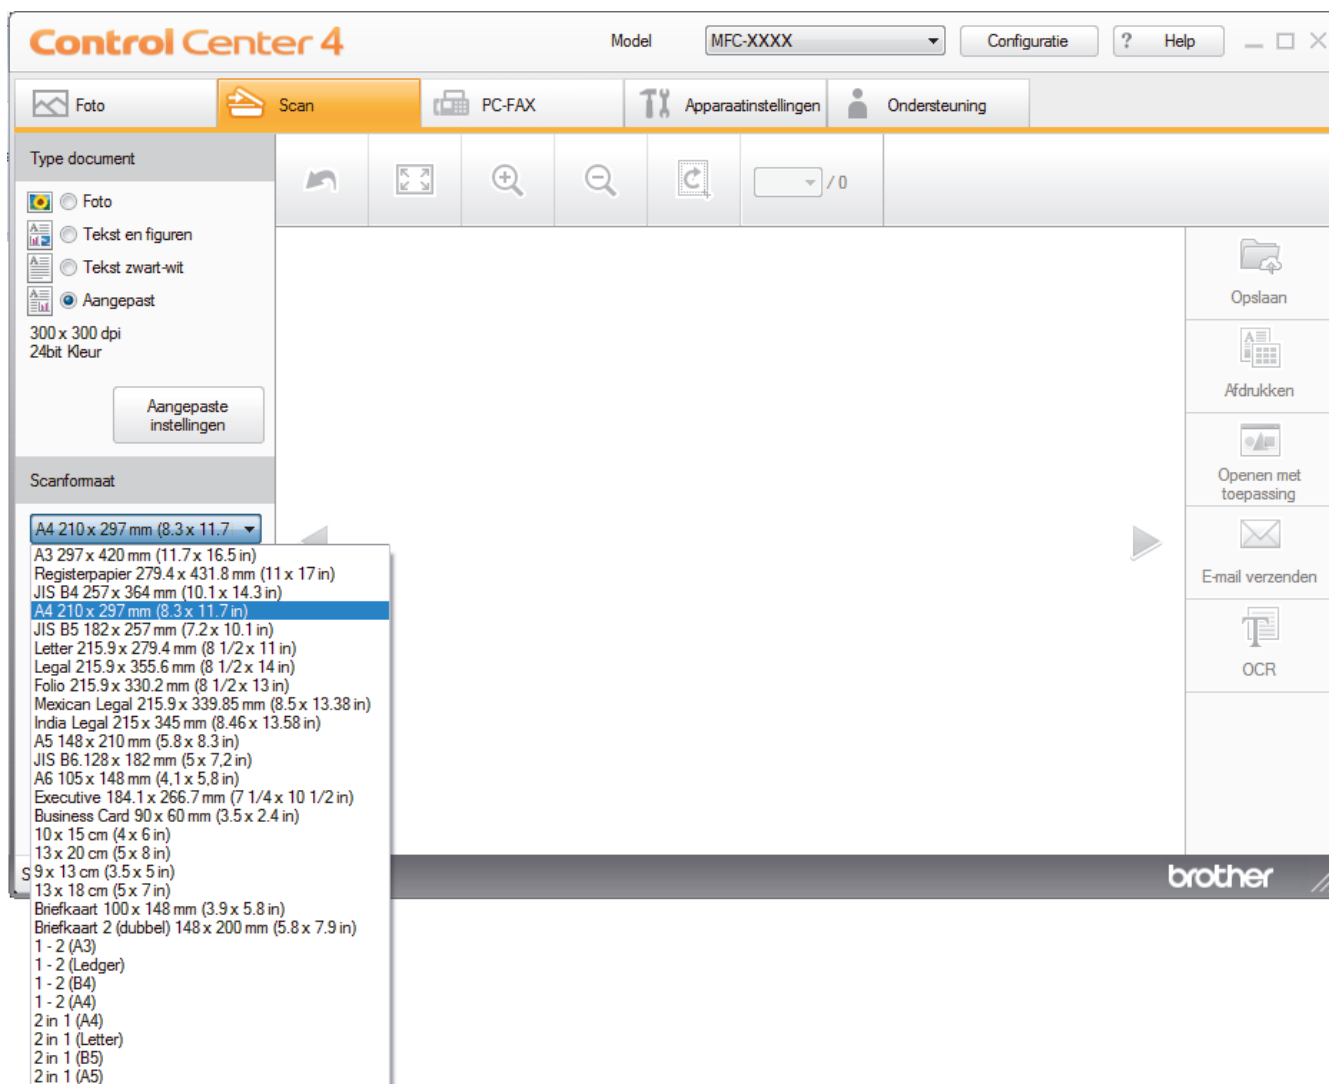 Control Center 4
Model
MFC-XXXX
Configuratie
? Help
Foto
Scan
PC-FAX
Apparaatinstellingen
Ondersteuning
Type document
Foto
Tekst en figuren
Tekst zwart-wit
Aangepast
300 x 300 dpi
24bit Kleur
Aangepaste
instellingen
/ 0
Opslaan
Afdrukken
Openen met
toepassing
E-mail verzenden
OCR
Scanformaat
A4 210 x 297 mm (8.3 x 11.7
A3 297 x 420 mm (11.7 x 16.5 in)
Registerpapier 279.4 x 431.8 mm (11 x 17 in)
JIS B4 257 x 364 mm (10.1 x 14.3 in)
A4 210 x 297 mm (8.3 x 11.7 in)
JIS B5 182 x 257 mm (7.2 x 10.1 in)
Letter 215.9 x 279.4 mm (8 1/2 x 11 in)
Legal 215.9 x 355.6 mm (8 1/2 x 14 in)
Folio 215.9 x 330.2 mm (8 1/2 x 13 in)
Mexican Legal 215.9 x 339.85 mm (8.5 x 13.38 in)
India Legal 215 x 345 mm (8.46 x 13.58 in)
A5 148 x 210 mm (5.8 x 8.3 in)
JIS B6.128 x 182 mm (5 x 7,2 in)
A6 105 x 148 mm (4,1 x 5,8 in)
Executive 184.1 x 266.7 mm (7 1/4 x 10 1/2 in)
Business Card 90 x 60 mm (3.5 x 2.4 in)
10 x 15 cm (4 x 6 in)
13 x 20 cm (5 x 8 in)
9 x 13 cm (3.5 x 5 in)
13 x 18 cm (5 x 7 in)
Briefkaart 100 x 148 mm (3.9 x 5.8 in)
Briefkaart 2 (dubbel) 148 x 200 mm (5.8 x 7.9 in)
1 - 2 (A3)
1 - 2 (Ledger)
1 - 2 (B4)
1 - 2 (A4)
2 in 1 (A4)
2 in 1 (Letter)
2 in 1 (B5)
2 in 1 (A5)
brother